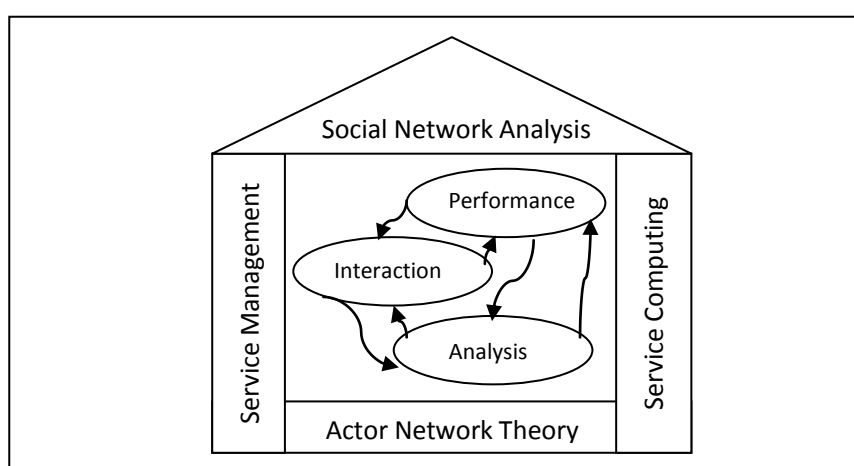 Social Network Analysis
Service Management
Performance
Interaction
Analysis
Service Computing
Actor Network Theory